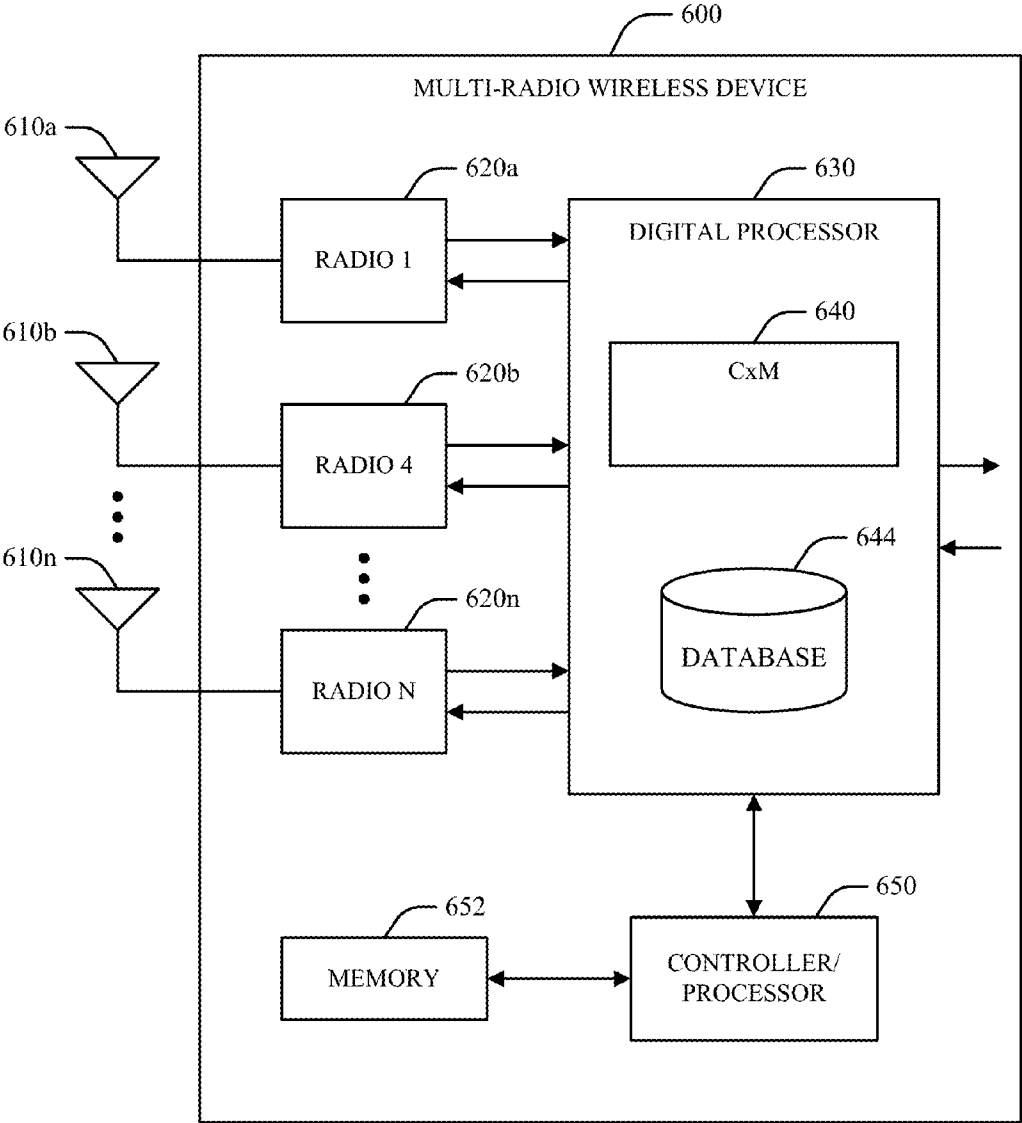 600
MULTI-RADIO WIRELESS DEVICE
610a
620a
630
RADIO 1
DIGITAL PROCESSOR
640
CxM
610b
620b
RADIO 4
610n
620n
RADIO N
644
DATABASE
652
MEMORY
650
CONTROLLER/
PROCESSOR